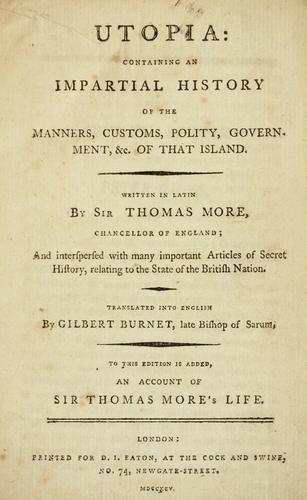 UTOPIA:
CONTAINING AN
IMPARTIAL HISTORY
OF THE
MANNERS, CUSTOMS, POLITY, GOVERN-
MENT, &c. OF THAT ISLAND.
WRITTEN IN LATIN
By Sir THOMAS MORE,
CHANCELLOR OF ENGLAND;
And interſperſed with many important Articles of Secret
Hiſtory, relating to the State of the Britiſh Nation.
TRANSLATED INTO ENGLISH
By GILBERT BURNET, late Biſhop of Sarum,
TO THIS EDITION IS ADDED,
AN ACCOUNT OF
SIR THOMAS MORE's LIFE.
LONDON:
PRINTED FOR D. I. EATON, AT THE COCK AND SWINE,
NO. 74, NEWGATE-STREET.
MDCCXCV.